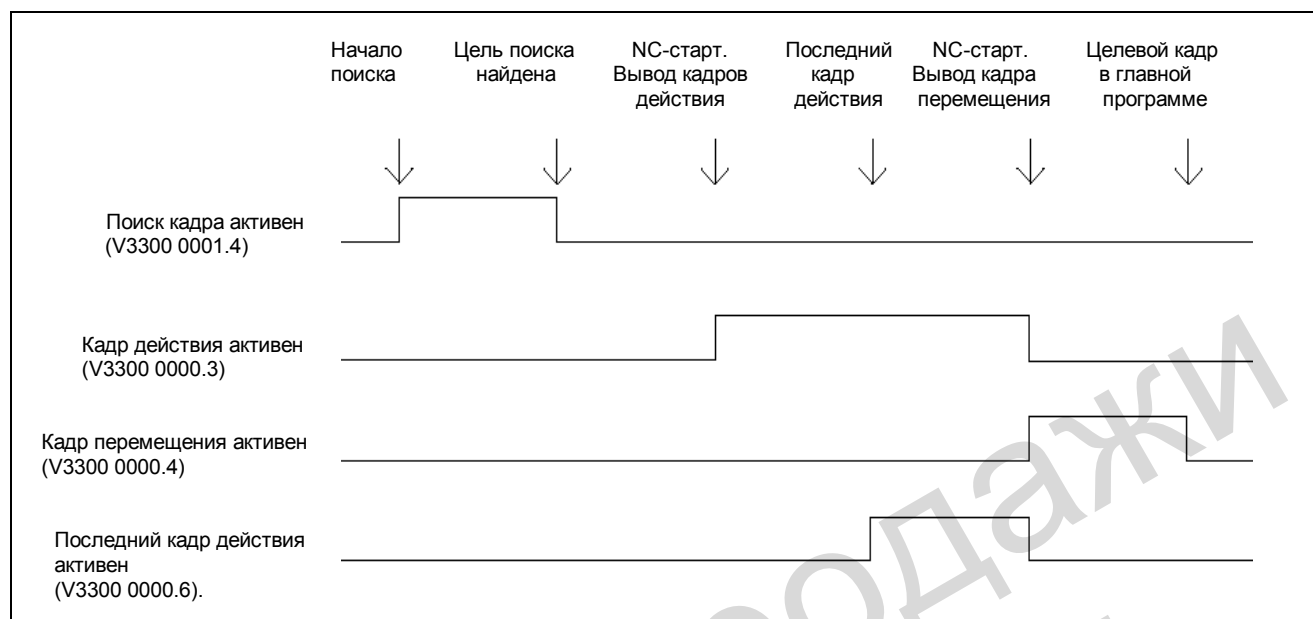 Начало
поиска
Цель поиска
найдена
NC-старт.
Вывод кадров
действия
Последний
кадр
действия
NC-старт.
Вывод кадра
перемещения
Целевой кадр
в главной
программе
Поиск кадра активен
(V3300 0001.4)
Кадр действия активен
(V3300 0000.3)
Кадр перемещения активен
(V3300 0000.4)
Последний кадр действия
активен
(V3300 0000.6).